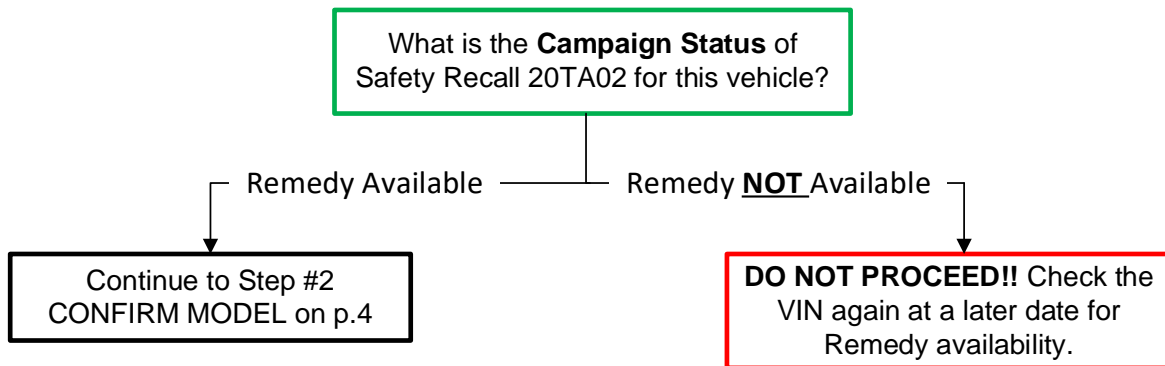 What is the Campaign Status of
Safety Recall 20TA02 for this vehicle?
Remedy Available
Remedy NOT Available
Continue to Step #2
CONFIRM MODEL on p.4
DO NOT PROCEED!! Check the
VIN again at a later date for
Remedy availability.